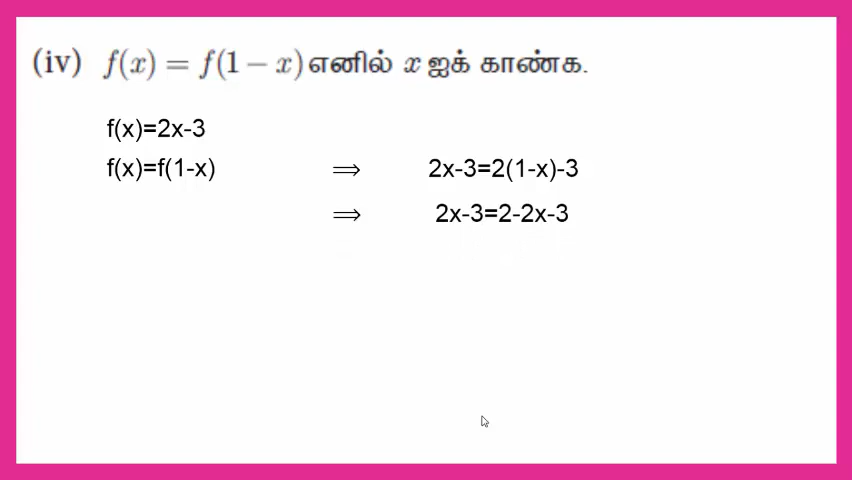 (iv) f(x) = f(1 − x) எனில் x ஐக் காண்க.
f(x)=2x-3
f(x)=f(1-x) ⟹ 2x-3=2(1-x)-3
⟹ 2x-3=2-2x-3